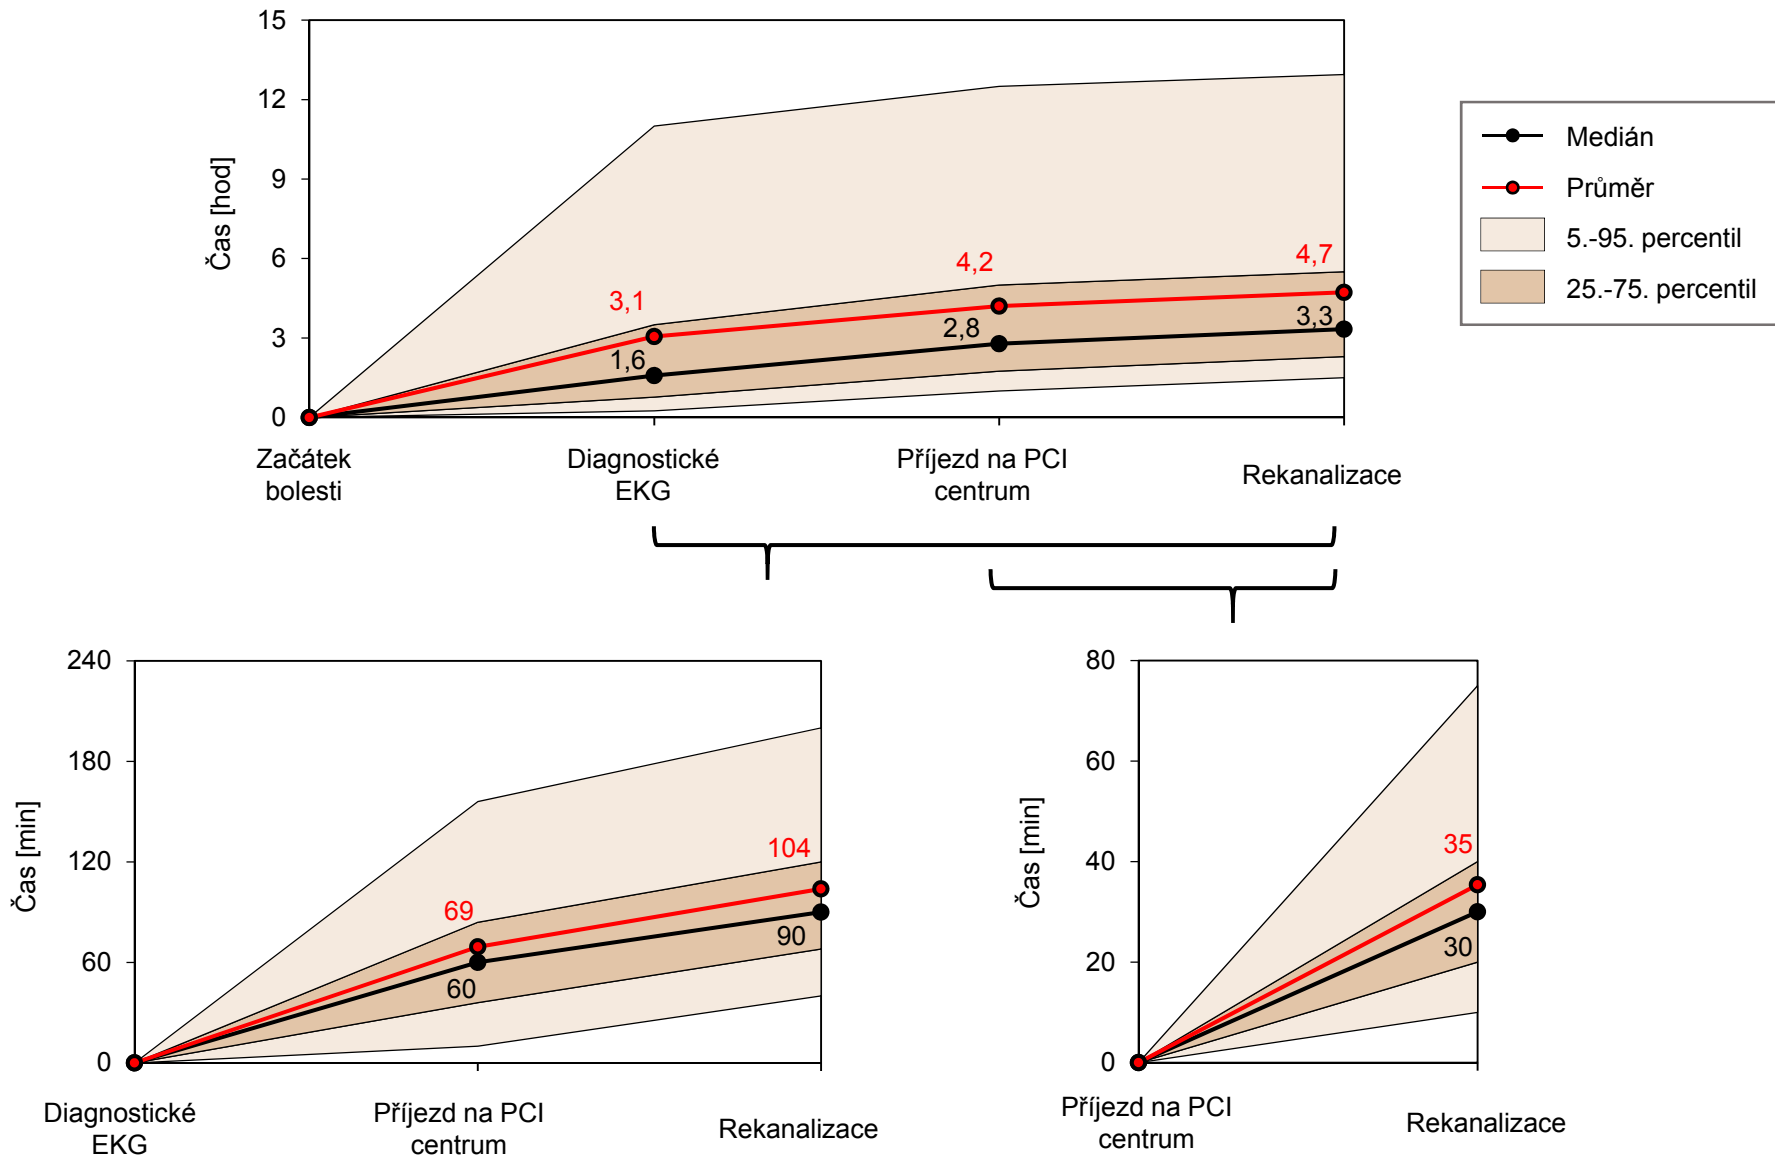 15
12
9
6
3
0
Čas [hod]
3,1
4,2
4,7
1,6
2,8
3,3
Začátek
bolesti
Diagnostické
EKG
Příjezd na PCI
centrum
Rekanalizace
Medián
Průměr
5.-95. percentil
25.-75. percentil
240
180
120
60
0
Čas [min]
69
104
60
90
Diagnostické
EKG
Příjezd na PCI
centrum
Rekanalizace
80
60
40
20
0
Čas [min]
35
30
Příjezd na PCI
centrum
Rekanalizace